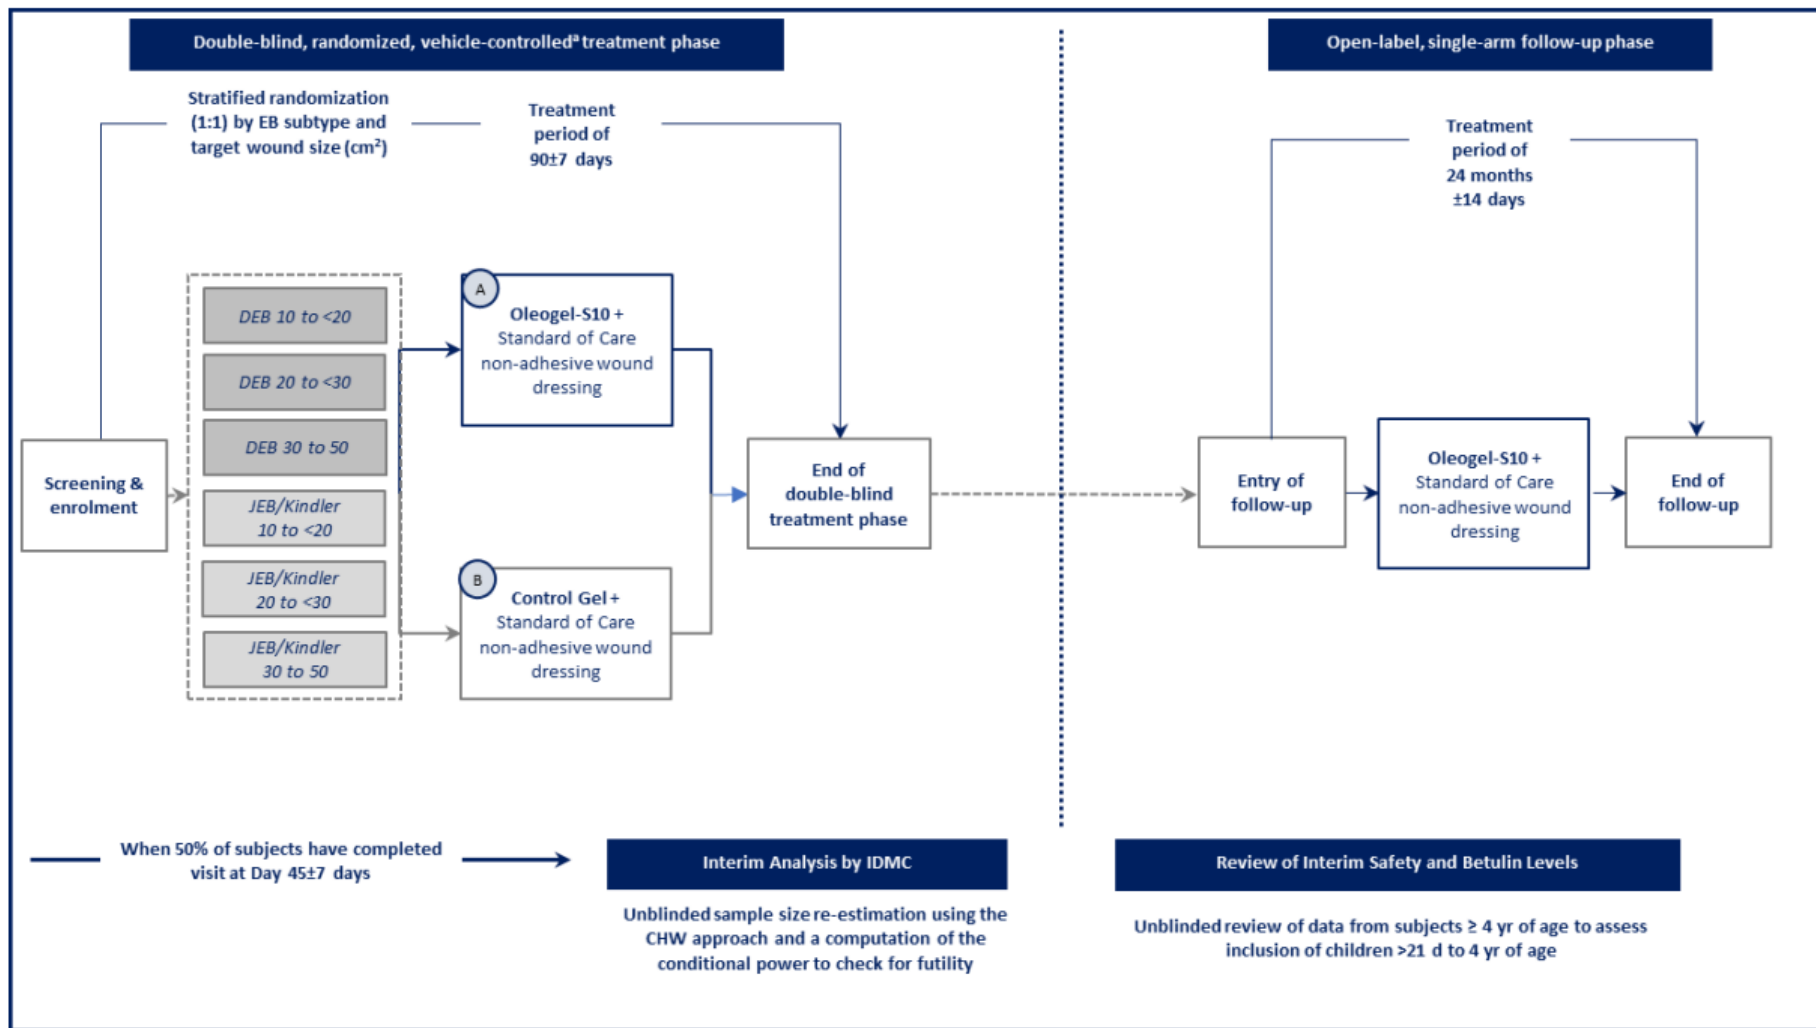 Double-blind, randomized, vehicle-controlledª treatment phase
Open-label, single-arm follow-up phase
Stratified randomization
(1:1) by EB subtype and
target wound size (cm²)
Treatment
period of
90±7 days
Treatment
period of
24 months
±14 days
Screening &
enrolment
DEB 10 to <20
DEB 20 to <30
DEB 30 to 50
JEB/Kindler
10 to <20
JEB/Kindler
20 to <30
JEB/Kindler
30 to 50
A
Oleogel-S10 +
Standard of Care
non-adhesive wound
dressing
B
Control Gel +
Standard of Care
non-adhesive wound
dressing
End of
double-blind
treatment phase
Entry of
follow-up
Oleogel-S10 +
Standard of Care
non-adhesive wound
dressing
End of
follow-up
When 50% of subjects have completed
visit at Day 45±7 days
Interim Analysis by IDMC
Unblinded sample size re-estimation using the
CHW approach and a computation of the
conditional power to check for futility
Review of Interim Safety and Betulin Levels
Unblinded review of data from subjects ≥ 4 yr of age to assess
inclusion of children >21 d to 4 yr of age